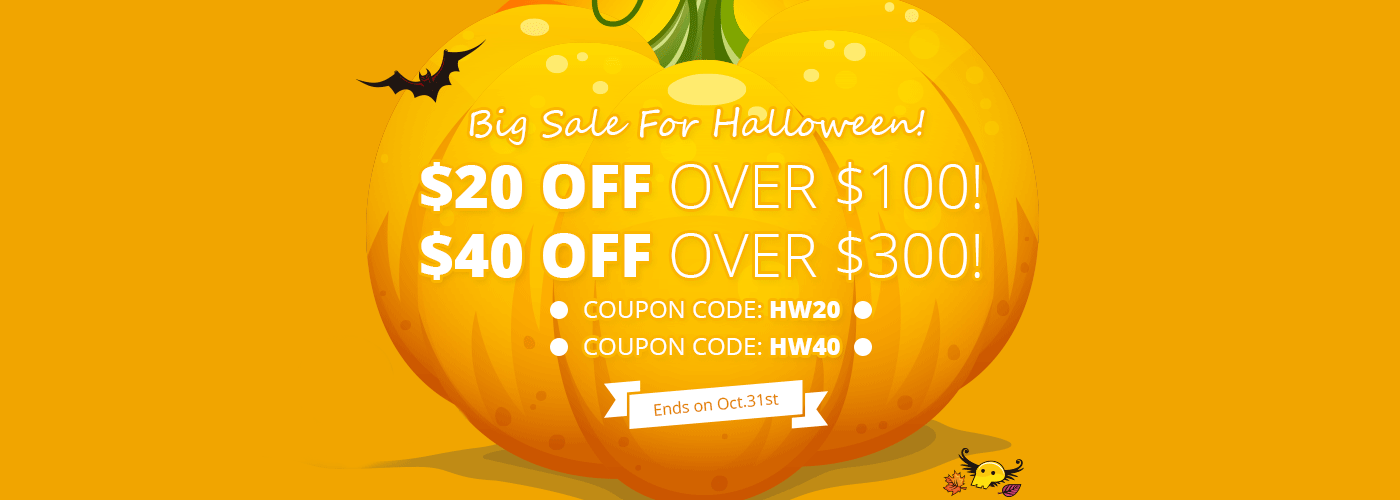 Big Sale For Halloween!
$20 OFF OVER $100!
$40 OFF OVER $300!
COUPON CODE: HW20
COUPON CODE: HW40
Ends on Oct.31st